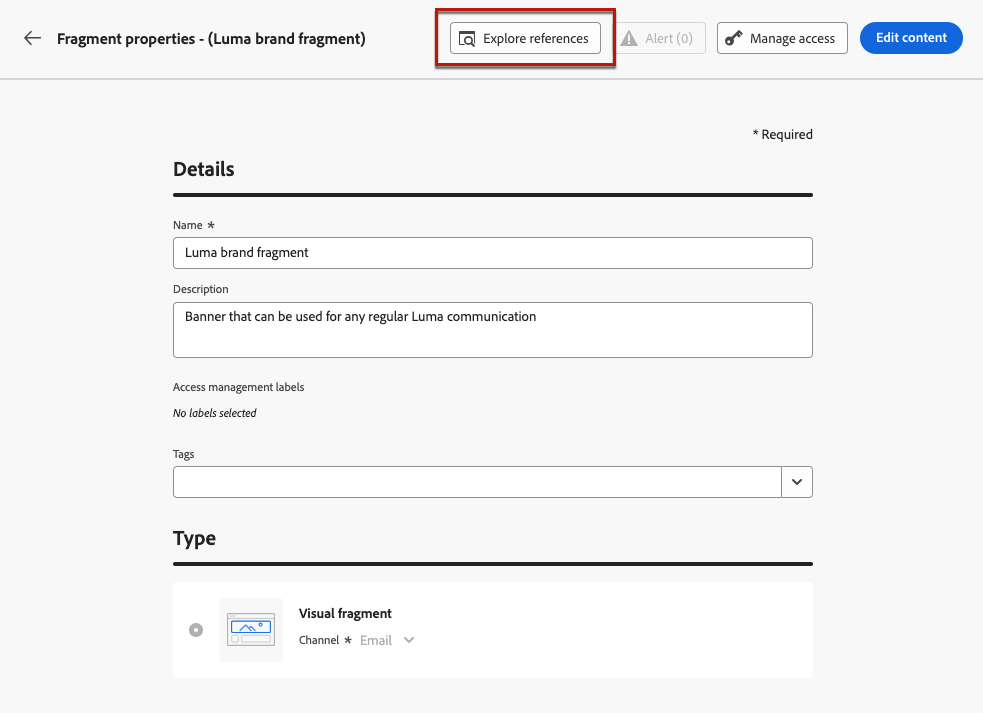 Fragment properties - (Luma brand fragment)
Explore references
Alert (0)
Manage access
Edit content
* Required
Details
Name *
Luma brand fragment
Description
Banner that can be used for any regular Luma communication
Access management labels
No labels selected
Tags
Type
Visual fragment
Channel * Email